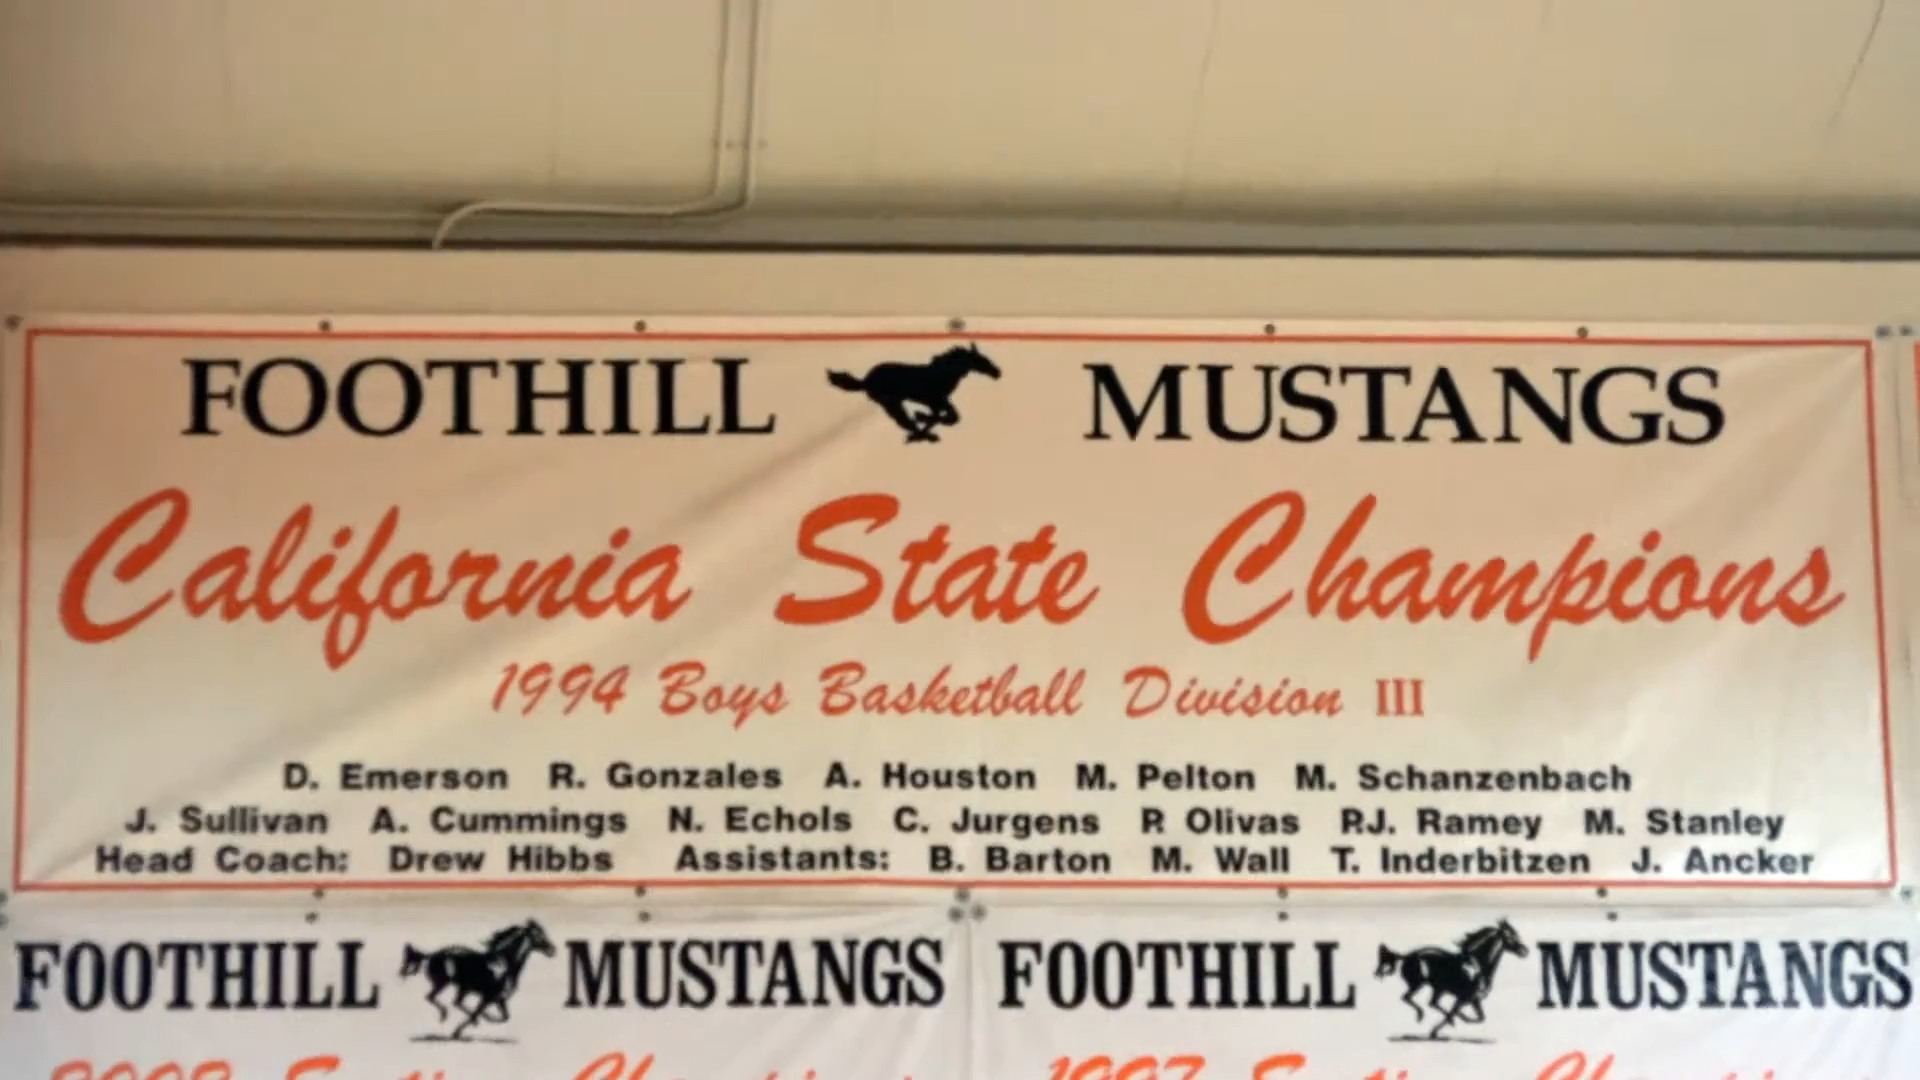 FOOTHILL MUSTANGS
California State Champions
1994 Boys Basketball Division III
D. Emerson R. Gonzales A. Houston M. Pelton M. Schanzenbach
J. Sullivan A. Cummings N. Echols C. Jurgens P. Olivas P.J. Ramey M. Stanley
Head Coach: Drew Hibbs Assistants: B. Barton M. Wall T. Inderbitzen J. Ancker
FOOTHILL MUSTANGS FOOTHILL MUSTANGS